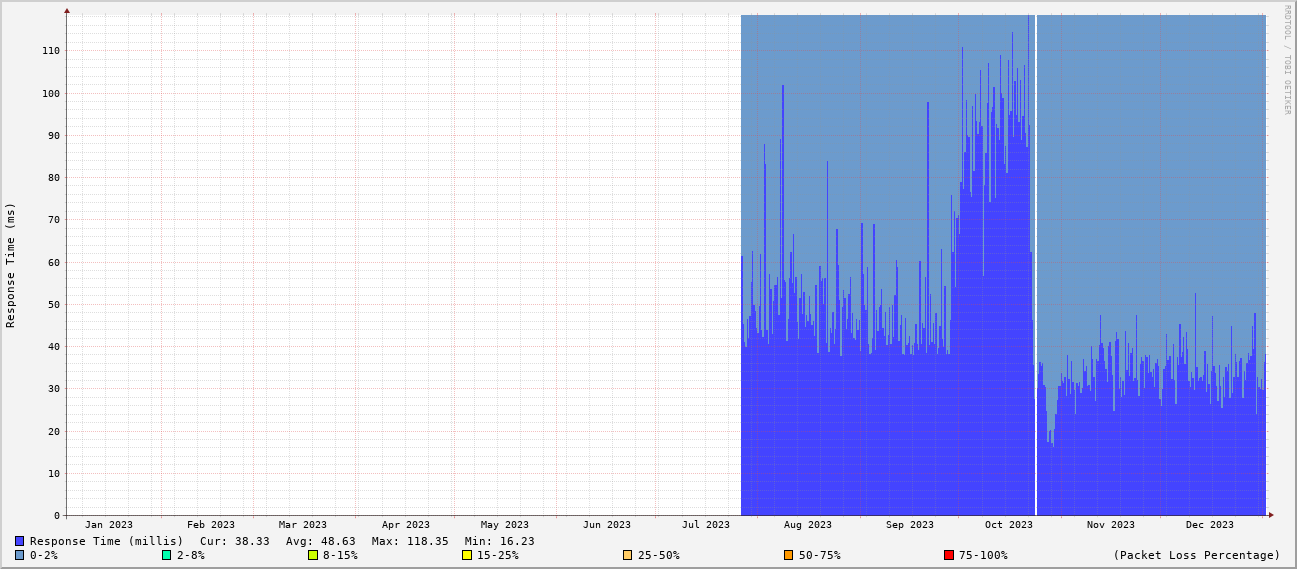 RRDTOOL / TOBI OETIKER
Response Time (ms)
110
100
90
80
70
60
50
40
30
20
10
0
Jan 2023 Feb 2023 Mar 2023 Apr 2023 May 2023 Jun 2023 Jul 2023 Aug 2023 Sep 2023 Oct 2023 Nov 2023 Dec 2023
Response Time (millis) Cur: 38.33 Avg: 48.63 Max: 118.35 Min: 16.23
0-2% 2-8% 8-15% 15-25% 25-50% 50-75% 75-100% (Packet Loss Percentage)